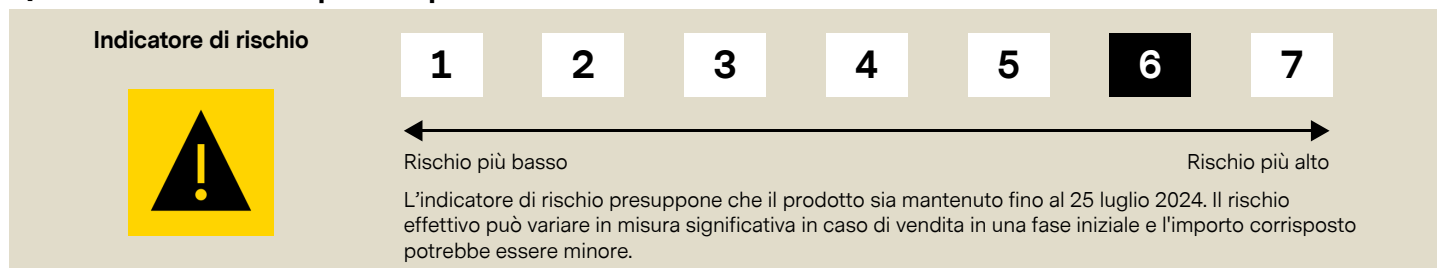 Indicatore di rischio
1 2 3 4 5 6 7
Rischio più basso Rischio più alto
L'indicatore di rischio presuppone che il prodotto sia mantenuto fino al 25 luglio 2024. Il rischio
effettivo può variare in misura significativa in caso di vendita in una fase iniziale e l'importo corrisposto
potrebbe essere minore.